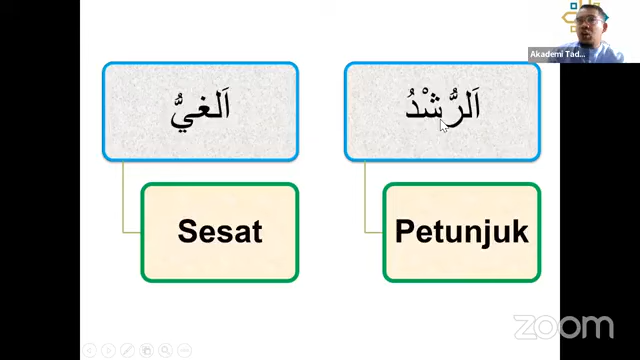 Akademi Tad...
اَلرُّشْدُ
اَلغيُّ
Petunjuk
Sesat
zoom